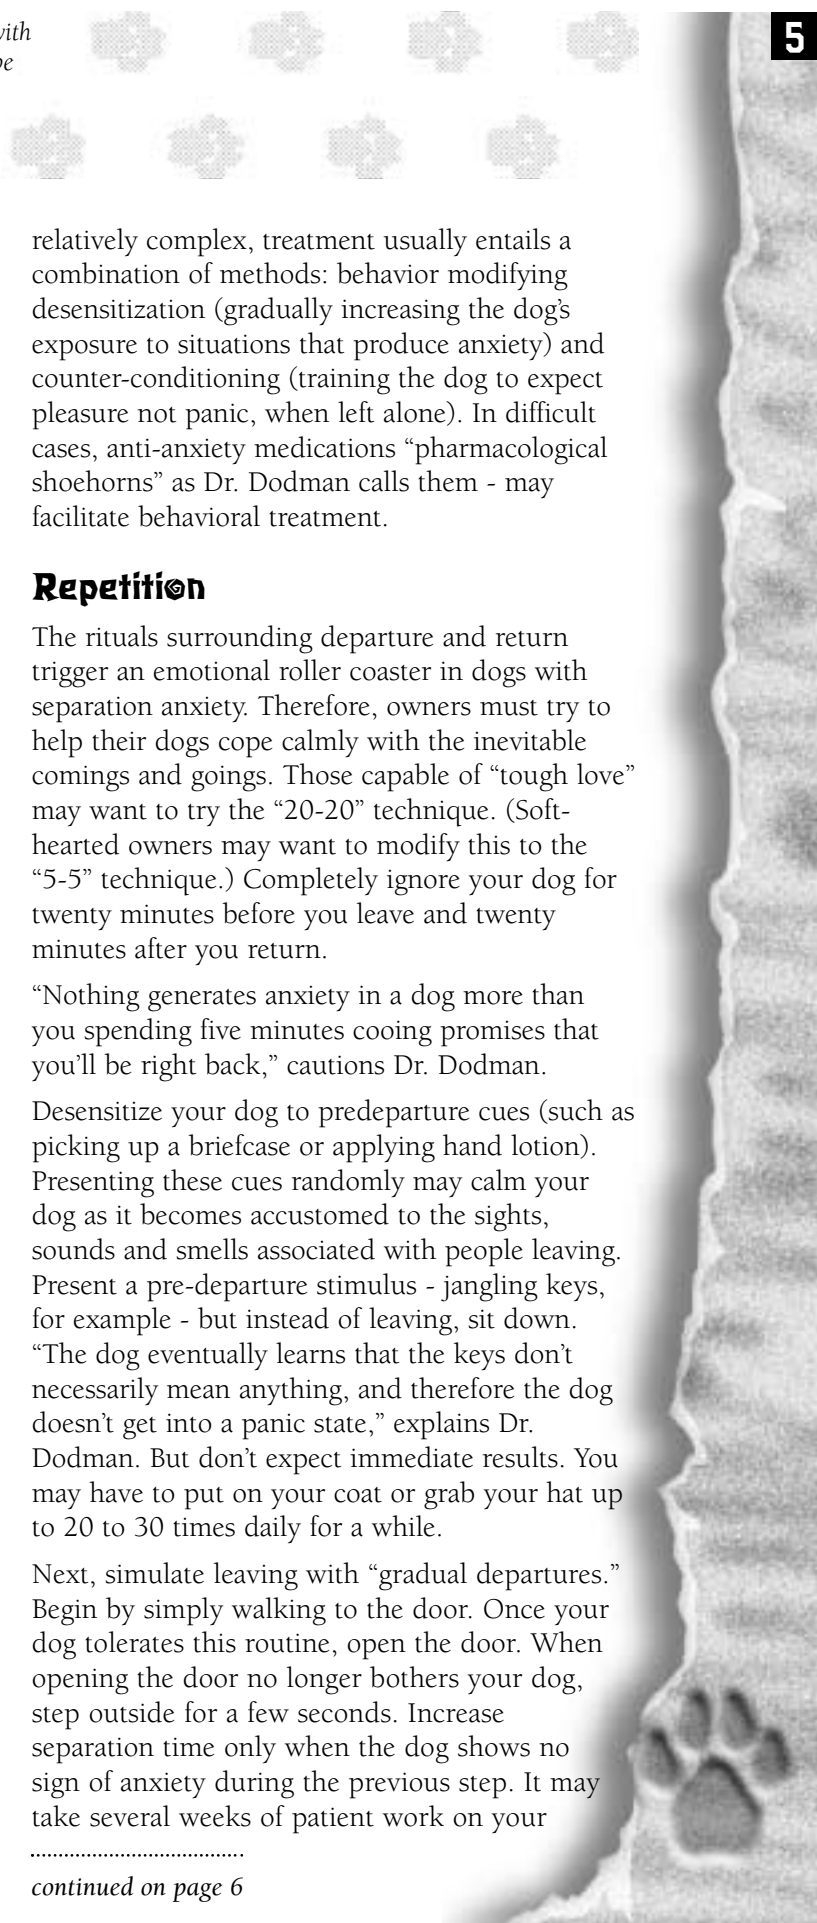 with
be
5
relatively complex, treatment usually entails a
combination of methods: behavior modifying
desensitization (gradually increasing the dog’s
exposure to situations that produce anxiety) and
counter-conditioning (training the dog to expect
pleasure not panic, when left alone). In difficult
cases, anti-anxiety medications “pharmacological
shoehorns” as Dr. Dodman calls them - may
facilitate behavioral treatment.
Repetition
The rituals surrounding departure and return
trigger an emotional roller coaster in dogs with
separation anxiety. Therefore, owners must try to
help their dogs cope calmly with the inevitable
comings and goings. Those capable of “tough love”
may want to try the “20-20” technique. (Soft-
hearted owners may want to modify this to the
“5-5” technique.) Completely ignore your dog for
twenty minutes before you leave and twenty
minutes after you return.
“Nothing generates anxiety in a dog more than
you spending five minutes cooing promises that
you’ll be right back,” cautions Dr. Dodman.
Desensitize your dog to predeparture cues (such as
picking up a briefcase or applying hand lotion).
Presenting these cues randomly may calm your
dog as it becomes accustomed to the sights,
sounds and smells associated with people leaving.
Present a pre-departure stimulus - jangling keys,
for example - but instead of leaving, sit down.
“The dog eventually learns that the keys don’t
necessarily mean anything, and therefore the dog
doesn’t get into a panic state,” explains Dr.
Dodman. But don’t expect immediate results. You
may have to put on your coat or grab your hat up
to 20 to 30 times daily for a while.
Next, simulate leaving with “gradual departures.”
Begin by simply walking to the door. Once your
dog tolerates this routine, open the door. When
opening the door no longer bothers your dog,
step outside for a few seconds. Increase
separation time only when the dog shows no
sign of anxiety during the previous step. It may
take several weeks of patient work on your
continued on page 6